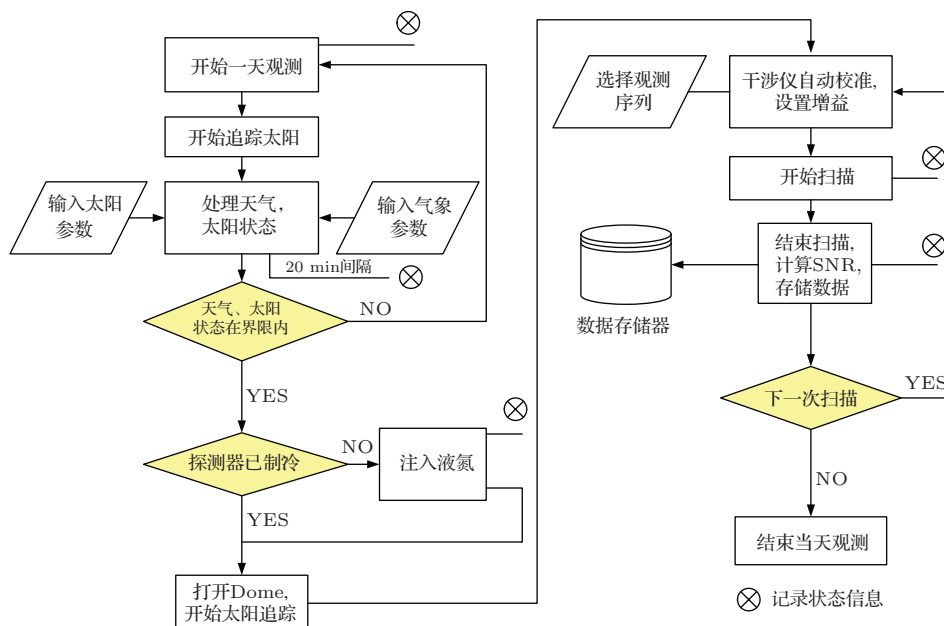 开始一天观测
开始追踪太阳
输入太阳
参数
处理天气，
太阳状态
输入气象
参数
20 min间隔
天气、太阳
状态在界限内
NO
YES
探测器已制冷
NO
注入液氮
YES
打开Dome，
开始太阳追踪
选择观测
序列
干涉仪自动校准，
设置增益
开始扫描
结束扫描，
计算SNR，
存储数据
数据存储器
下一次扫描
YES
NO
结束当天观测
记录状态信息